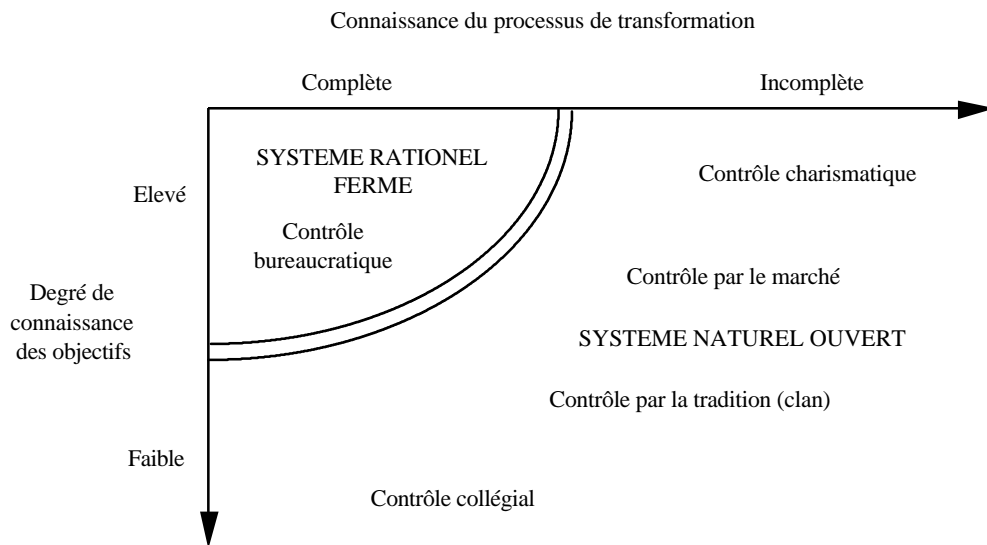 Connaissance du processus de transformation
Complète
Incomplète
SYSTEME RATIONEL
FERME
Contrôle charismatique
Elevé
Contrôle
bureaucratique
Contrôle par le marché
Degré de
connaissance
des objectifs
SYSTEME NATUREL OUVERT
Contrôle par la tradition (clan)
Faible
Contrôle collégial